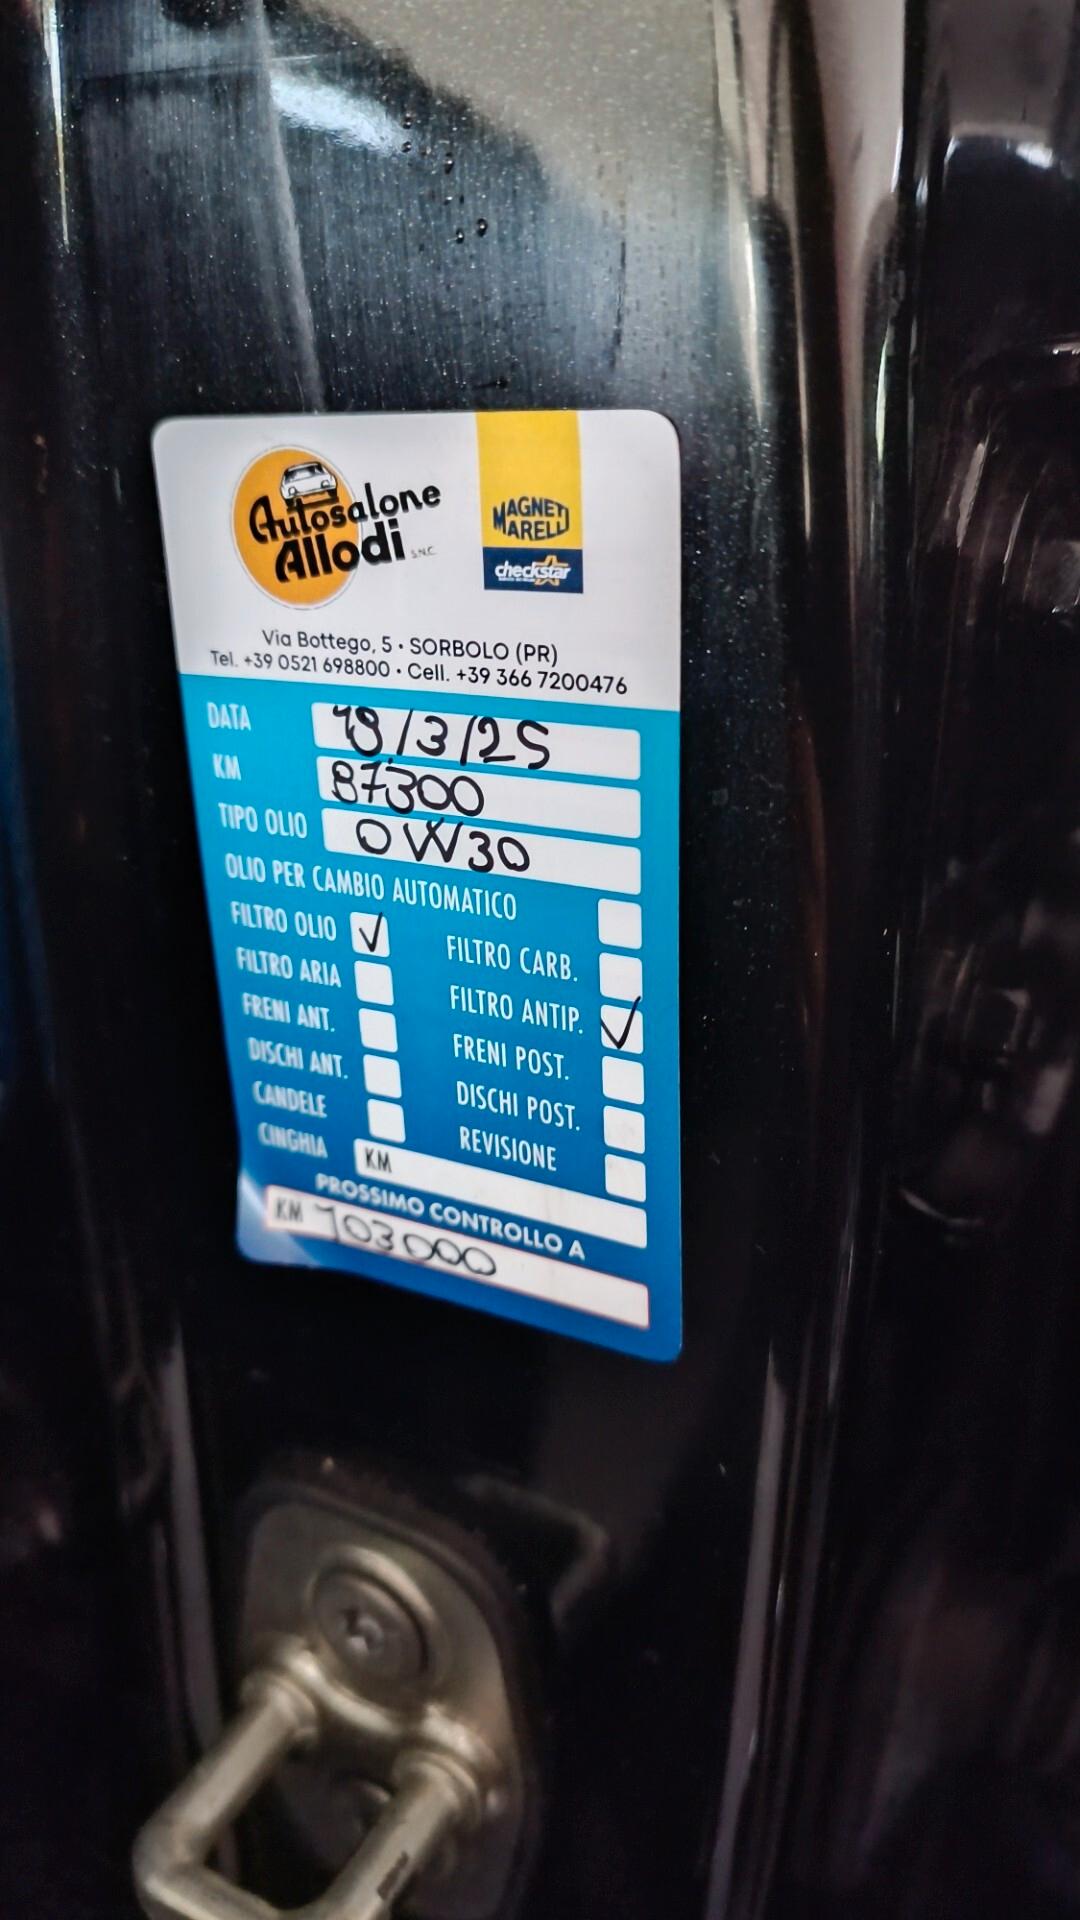 Autosalone
Allodi S.N.C.
MAGNETI
MARELLI
checkstar
Via Bottego, 5 • SORBOLO (PR)
Tel. +39 0521 698800 • Cell. +39 366 7200476
DATA 18/3/25
KM 87300
TIPO OLIO 0W30
OLIO PER CAMBIO AUTOMATICO
FILTRO OLIO ✓ FILTRO CARB.
FILTRO ARIA FILTRO ANTIP. ✓
FRENI ANT. FRENI POST.
DISCHI ANT. DISCHI POST.
CANDELE REVISIONE
CINGHIA KM
PROSSIMO CONTROLLO A
KM 103000